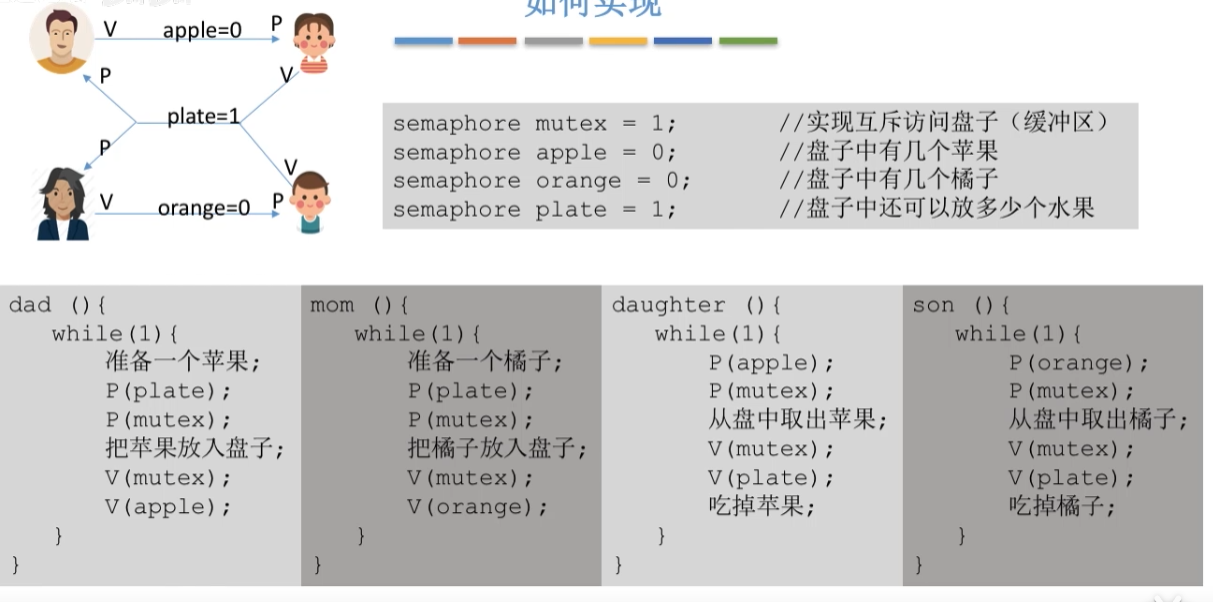 如何实现
V apple=0 P
P
V
plate=1
P
V
V orange=0 P
semaphore mutex = 1; //实现互斥访问盘子（缓冲区）
semaphore apple = 0; //盘子中有几个苹果
semaphore orange = 0; //盘子中有几个橘子
semaphore plate = 1; //盘子中还可以放多少个水果
dad (){
while(1){
准备一个苹果;
P(plate);
P(mutex);
把苹果放入盘子;
V(mutex);
V(apple);
}
}
mom (){
while(1){
准备一个橘子;
P(plate);
P(mutex);
把橘子放入盘子;
V(mutex);
V(orange);
}
}
daughter (){
while(1){
P(apple);
P(mutex);
从盘中取出苹果;
V(mutex);
V(plate);
吃掉苹果;
}
}
son (){
while(1){
P(orange);
P(mutex);
从盘中取出橘子;
V(mutex);
V(plate);
吃掉橘子;
}
}